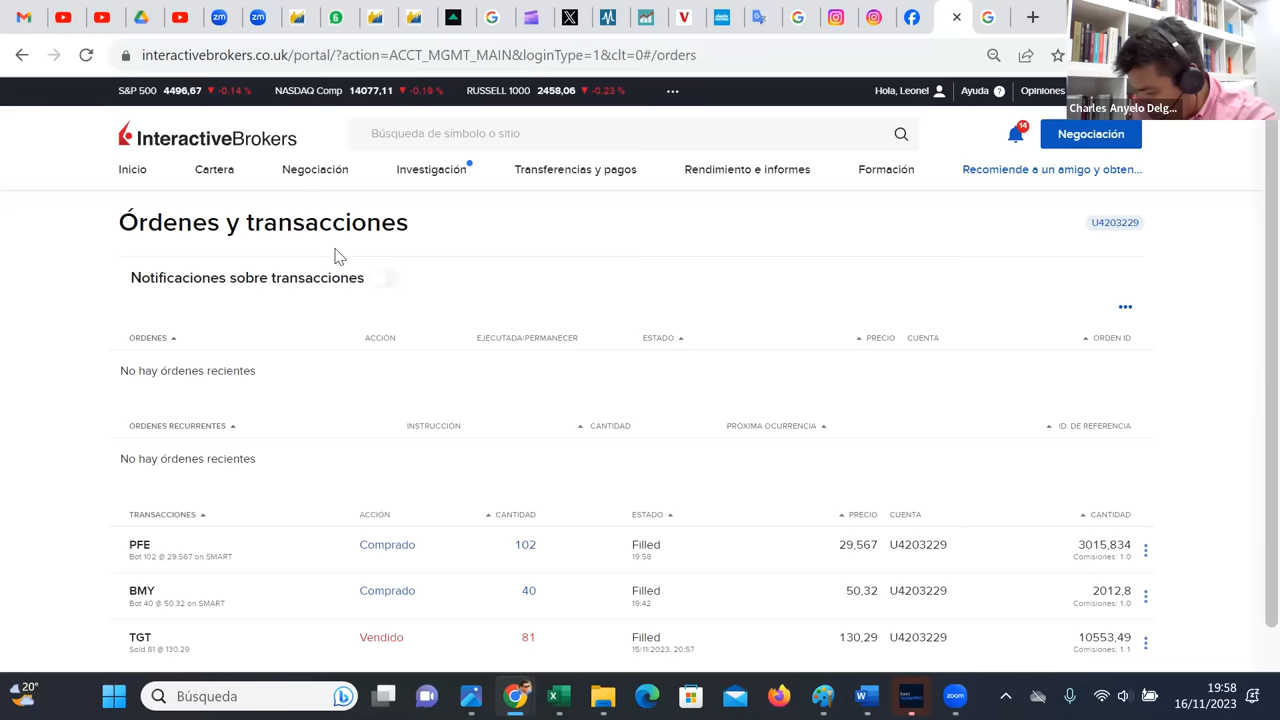 6
interactivebrokers.co.uk/portal/?action=ACCT_MGMT_MAIN&loginType=1&clt=0#/orders
Charles Anyelo Delg...
S&P 500 4496,67 ▼ -0.14 % NASDAQ Comp 14077,11 ▼ -0.19 % RUSSELL 1000 2458,06 ▼ -0.23 % ••• Hola, Leonel Ayuda ? Opiniones
InteractiveBrokers Búsqueda de símbolo o sitio 14 Negociación
Inicio Cartera Negociación Investigación Transferencias y pagos Rendimiento e informes Formación Recomiende a un amigo y obten...
Órdenes y transacciones U4203229
Notificaciones sobre transacciones
•••
ÓRDENES ▲ ACCIÓN EJECUTADA/PERMANECER ESTADO ▲ ▲ PRECIO CUENTA ▲ ORDEN ID
No hay órdenes recientes
ÓRDENES RECURRENTES ▲ INSTRUCCIÓN ▲ CANTIDAD PRÓXIMA OCURRENCIA ▲ ▲ ID. DE REFERENCIA
No hay órdenes recientes
TRANSACCIONES ▲ ACCIÓN ▲ CANTIDAD ESTADO ▲ ▲ PRECIO CUENTA ▲ CANTIDAD
PFE Comprado 102 Filled 29,567 U4203229 3015,834
Bot 102 @ 29.567 on SMART 19:58 Comisiones: 1.0
BMY Comprado 40 Filled 50,32 U4203229 2012,8
Bot 40 @ 50.32 on SMART 19:42 Comisiones: 1.0
TGT Vendido 81 Filled 130,29 U4203229 10553,49
Sold 81 @ 130.29 15/11/2023, 20:57 Comisiones: 1.1
20° Búsqueda zoom 19:58
16/11/2023